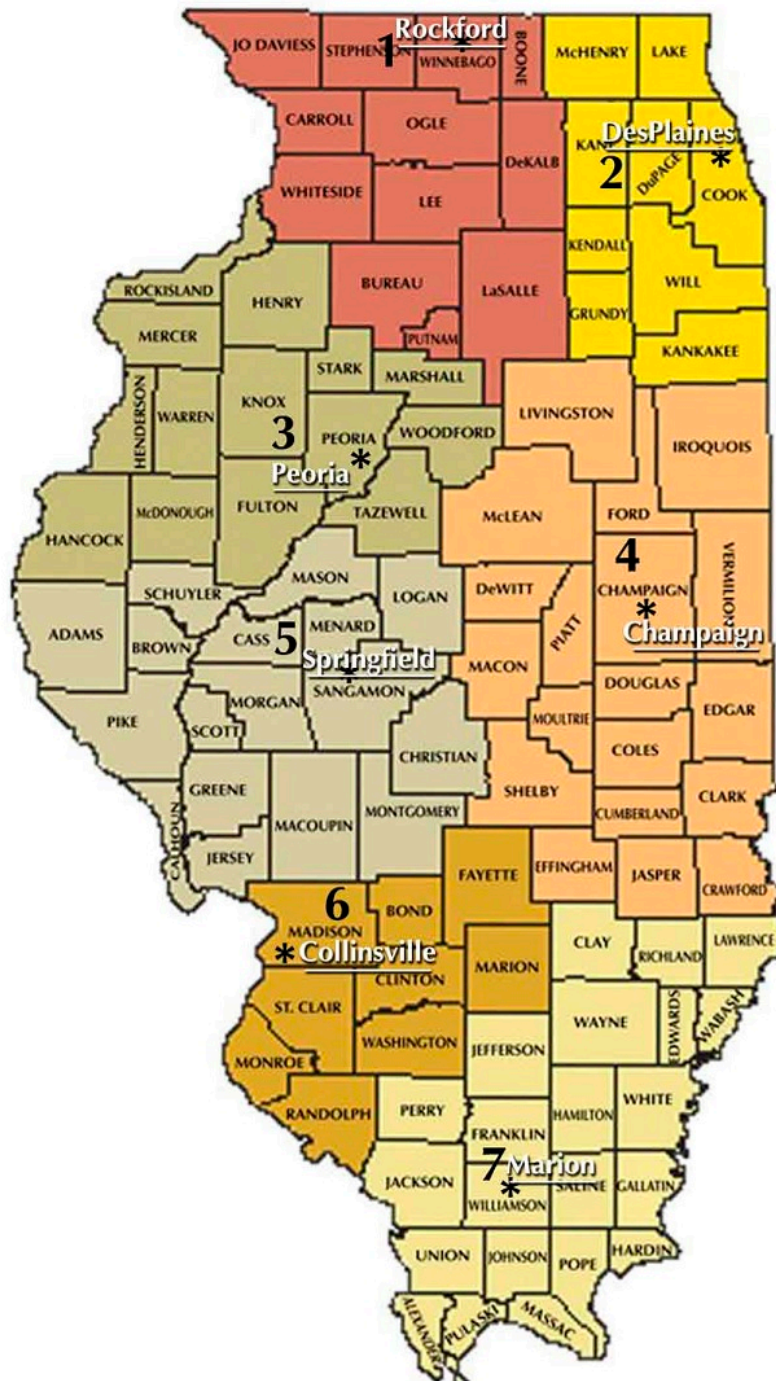 Rockford
1
JO DAVIESS
STEPHENSON
WINNEBAGO
BOONE
McHENRY
LAKE
CARROLL
OGLE
DeKALB
KANE
DesPlaines
2
DuPAGE
COOK
WHITESIDE
LEE
KENDALL
WILL
BUREAU
LaSALLE
GRUNDY
PUTNAM
KANKAKEE
ROCKISLAND
HENRY
MERCER
STARK
MARSHALL
HENDERSON
WARREN
KNOX
3
PEORIA
Peoria
WOODFORD
LIVINGSTON
IROQUOIS
FULTON
TAZEWELL
McLEAN
FORD
HANCOCK
McDONOUGH
4
CHAMPAIGN
Champaign
VERMILION
SCHUYLER
MASON
LOGAN
DeWITT
PIATT
ADAMS
BROWN
CASS
5
MENARD
Springfield
SANGAMON
MACON
DOUGLAS
EDGAR
PIKE
SCOTT
MORGAN
CHRISTIAN
MOULTRIE
COLES
SHELBY
GREENE
MACOUPIN
MONTGOMERY
CUMBERLAND
CLARK
CALHOUN
JERSEY
FAYETTE
EFFINGHAM
JASPER
CRAWFORD
6
MADISON
Collinsville
BOND
CLINTON
MARION
CLAY
RICHLAND
LAWRENCE
ST. CLAIR
WASHINGTON
WAYNE
EDWARDS
WABASH
MONROE
RANDOLPH
JEFFERSON
PERRY
HAMILTON
WHITE
FRANKLIN
7
Marion
JACKSON
WILLIAMSON
SALINE
GALLATIN
UNION
JOHNSON
POPE
HARDIN
ALEXANDER
PULASKI
MASSAC